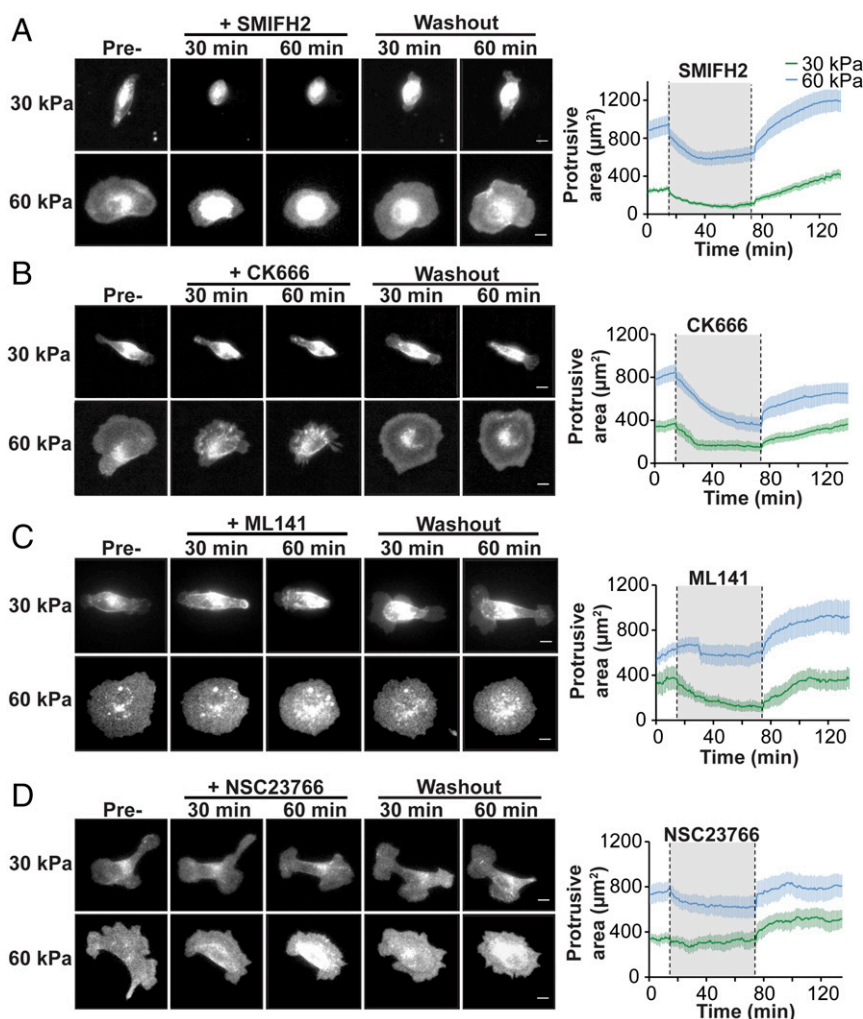 A
+ SMIFH2
Washout
Pre-
30 min
60 min
30 min
60 min
30 kPa
60 kPa
30 kPa
60 kPa
SMIFH2
1200
800
400
0
Protrusive
area (µm²)
0
40
80
120
Time (min)
B
+ CK666
Washout
Pre-
30 min
60 min
30 min
60 min
30 kPa
60 kPa
CK666
1200
800
400
0
Protrusive
area (µm²)
0
40
80
120
Time (min)
C
+ ML141
Washout
Pre-
30 min
60 min
30 min
60 min
30 kPa
60 kPa
ML141
1200
800
400
0
Protrusive
area (µm²)
0
40
80
120
Time (min)
D
+ NSC23766
Washout
Pre-
30 min
60 min
30 min
60 min
30 kPa
60 kPa
NSC23766
1200
800
400
0
Protrusive
area (µm²)
0
40
80
120
Time (min)